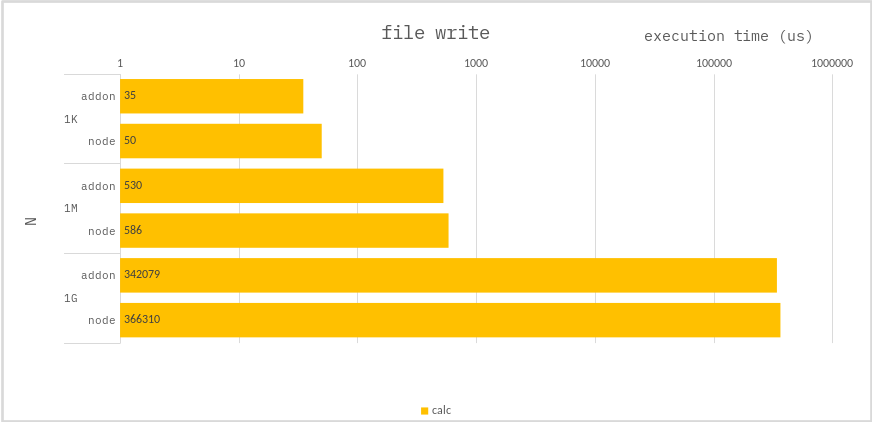 file write
execution time (us)
1 10 100 1000 10000 100000 1000000
addon 35
1K
node 50
addon 530
1M
N
node 586
addon 342079
1G
node 366310
calc